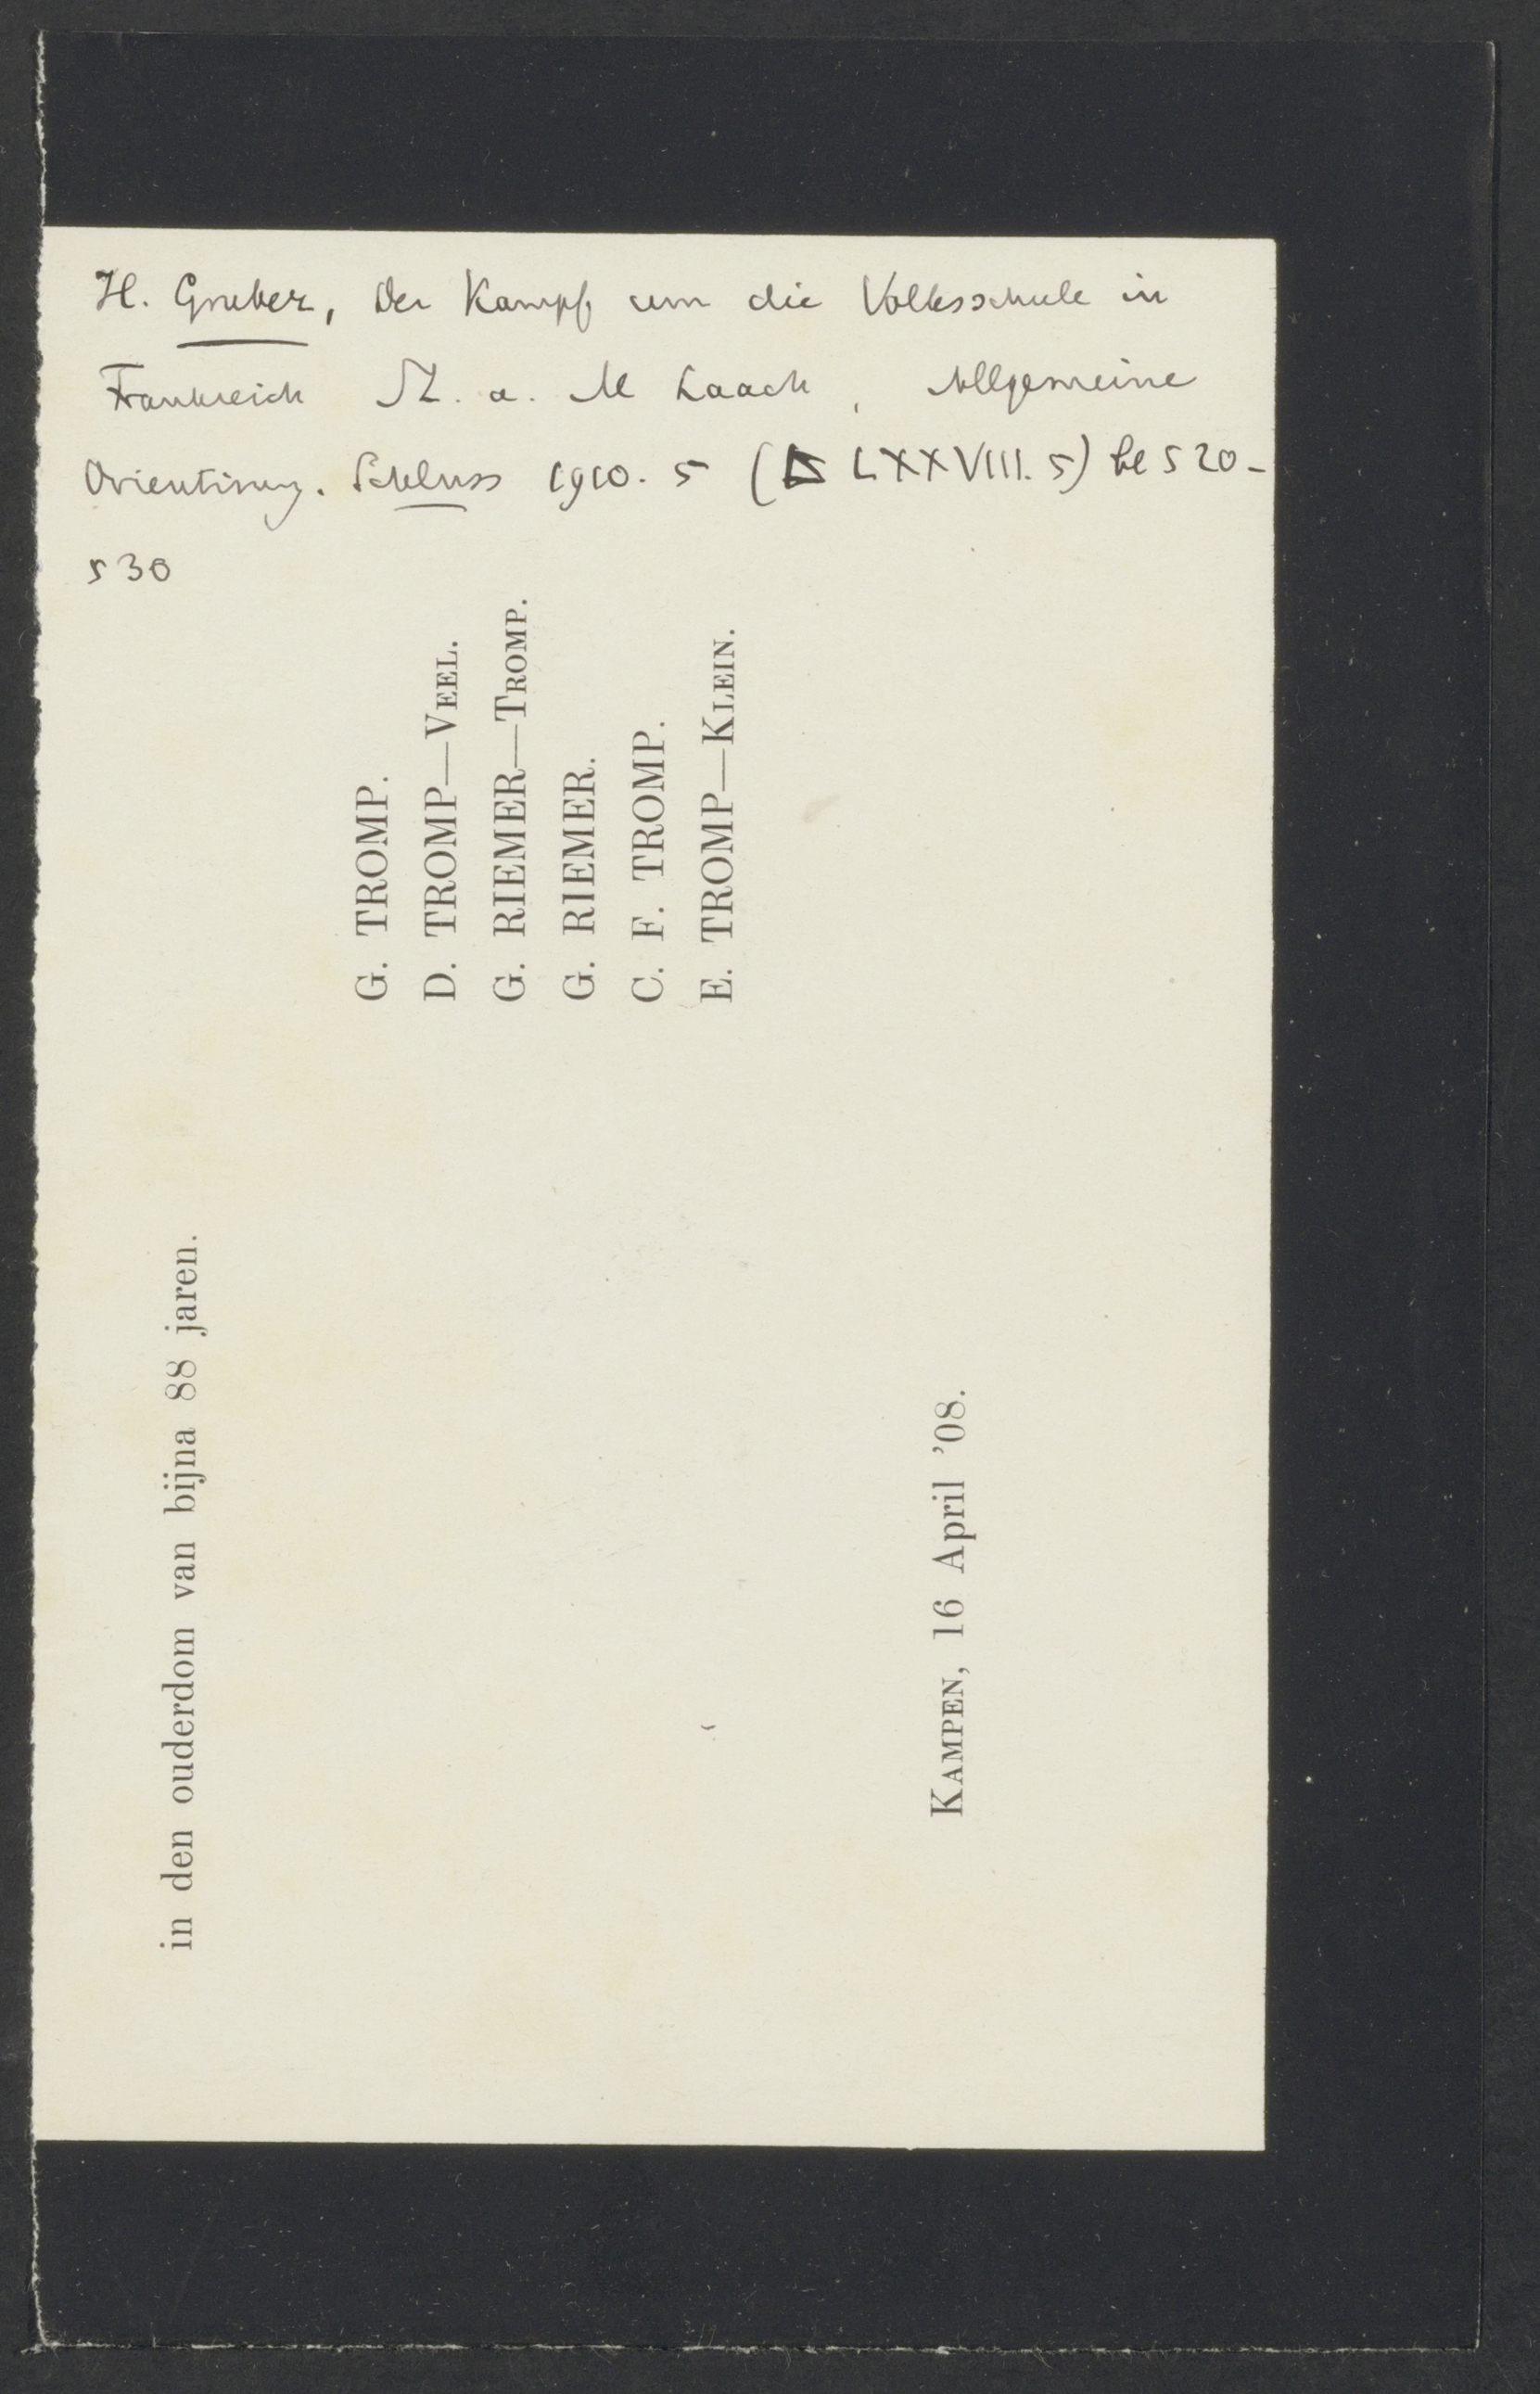 H. Gruber, Der Kampf um die Volksschule in
Frankreich St. a. M Laach, Allgemeine
Orientirung. Schluss 1910. 5 (LXXVIII. 5) bl 520-
530
in den ouderdom van bijna 88 jaren.
G. TROMP.
D. TROMP—VEEL.
G. RIEMER—TROMP.
G. RIEMER.
C. F. TROMP.
E. TROMP—KLEIN.
KAMPEN, 16 April '08.